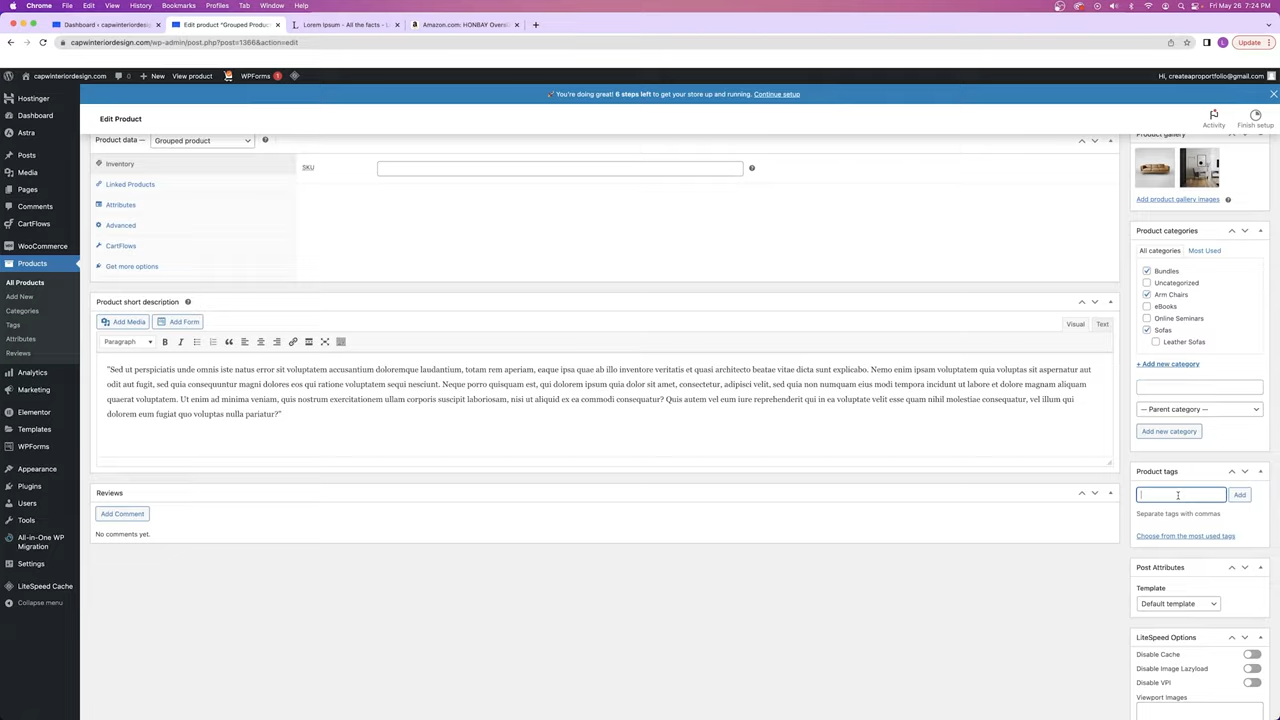 Chrome File Edit View History Bookmarks Profiles Tab Window Help Fri May 26 7:24 PM
Dashboard ‹ capwinteriordesign Edit product "Grouped Produc Lorem Ipsum - All the facts - L Amazon.com: HONBAY Oversi
capwinteriordesign.com/wp-admin/post.php?post=1366&action=edit Update
capwinteriordesign.com 0 New View product WPForms 1 Hi, createaproportfolio@gmail.com
You're doing great! 6 steps left to get your store up and running. Continue setup
Edit Product
Activity
Finish setup
Hostinger
Dashboard
Astra
Posts
Media
Pages
Comments
CartFlows
WooCommerce
Products
All Products
Add New
Categories
Tags
Attributes
Reviews
Analytics
Marketing
Elementor
Templates
WPForms
Appearance
Plugins
Users
Tools
All-in-One WP
Migration
Settings
LiteSpeed Cache
Collapse menu
Product data — Grouped product
Inventory
Linked Products
Attributes
Advanced
CartFlows
Get more options
SKU
Product short description
Add Media Add Form
Visual Text
Paragraph
"Sed ut perspiciatis unde omnis iste natus error sit voluptatem accusantium doloremque laudantium, totam rem aperiam, eaque ipsa quae ab illo inventore veritatis et quasi architecto beatae vitae dicta sunt explicabo. Nemo enim ipsam voluptatem quia voluptas sit aspernatur aut
odit aut fugit, sed quia consequuntur magni dolores eos qui ratione voluptatem sequi nesciunt. Neque porro quisquam est, qui dolorem ipsum quia dolor sit amet, consectetur, adipisci velit, sed quia non numquam eius modi tempora incidunt ut labore et dolore magnam aliquam
quaerat voluptatem. Ut enim ad minima veniam, quis nostrum exercitationem ullam corporis suscipit laboriosam, nisi ut aliquid ex ea commodi consequatur? Quis autem vel eum iure reprehenderit qui in ea voluptate velit esse quam nihil molestiae consequatur, vel illum qui
dolorem eum fugiat quo voluptas nulla pariatur?"
Reviews
Add Comment
No comments yet.
Product gallery
Add product gallery images
Product categories
All categories Most Used
Bundles
Uncategorized
Arm Chairs
eBooks
Online Seminars
Sofas
Leather Sofas
+ Add new category
— Parent category —
Add new category
Product tags
Add
Separate tags with commas
Choose from the most used tags
Post Attributes
Template
Default template
LiteSpeed Options
Disable Cache
Disable Image Lazyload
Disable VPI
Viewport Images